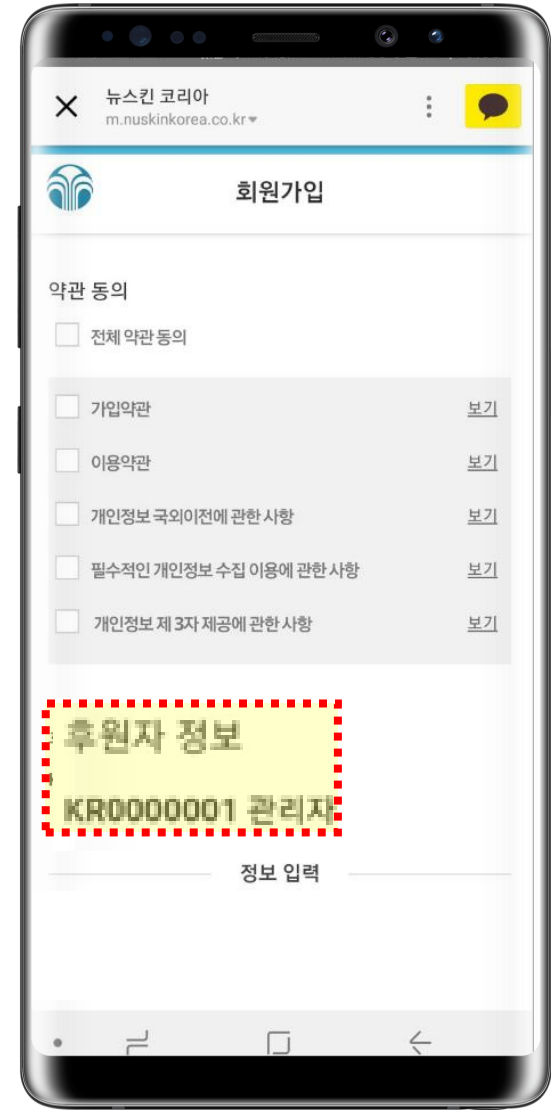 뉴스킨 코리아
m.nuskinkorea.co.kr
회원가입
약관 동의
전체 약관 동의
가입약관 보기
이용약관 보기
개인정보 국외이전에 관한 사항 보기
필수적인 개인정보 수집 이용에 관한 사항 보기
개인정보 제 3자 제공에 관한 사항 보기
후원자 정보
KR0000001 관리자
정보 입력